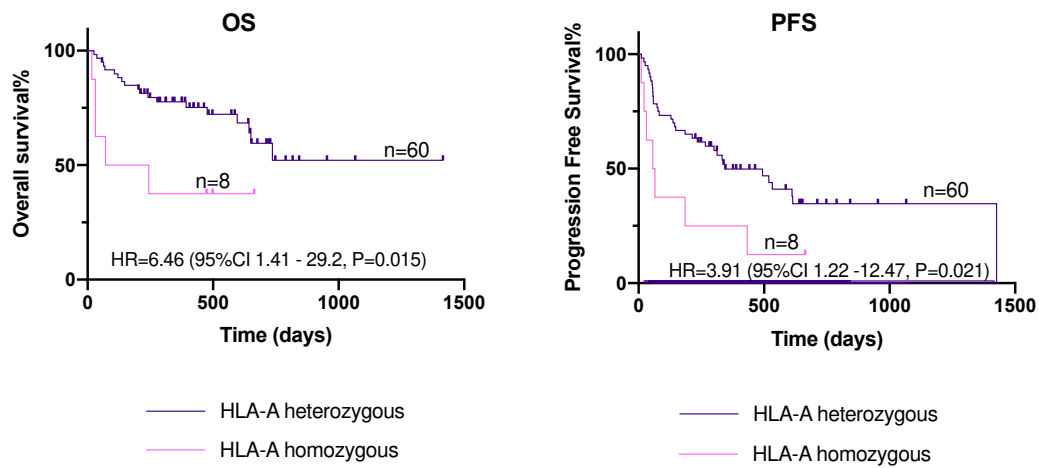 OS
Overall survival%
100
50
0
n=60
n=8
HR=6.46 (95%CI 1.41 - 29.2, P=0.015)
0
500
1000
1500
Time (days)
HLA-A heterozygous
HLA-A homozygous
PFS
Progression Free Survival%
100
50
0
n=60
n=8
HR=3.91 (95%CI 1.22 -12.47, P=0.021)
0
500
1000
1500
Time (days)
HLA-A heterozygous
HLA-A homozygous